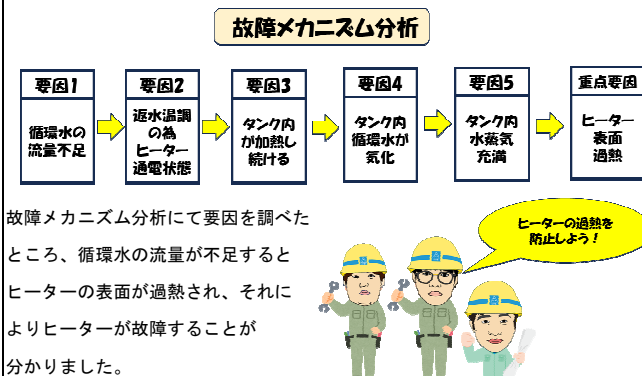 故障メカニズム分析
要因1
循環水の
流量不足
要因2
返水温調
の為
ヒーター
通電状態
要因3
タンク内
が加熱し
続ける
要因4
タンク内
循環水が
気化
要因5
タンク内
水蒸気
充満
重点要因
ヒーター
表面
過熱
故障メカニズム分析にて要因を調べた
ところ、循環水の流量が不足すると
ヒーターの表面が過熱され、それに
よりヒーターが故障することが
分かりました。
ヒーターの過熱を
防止しよう！